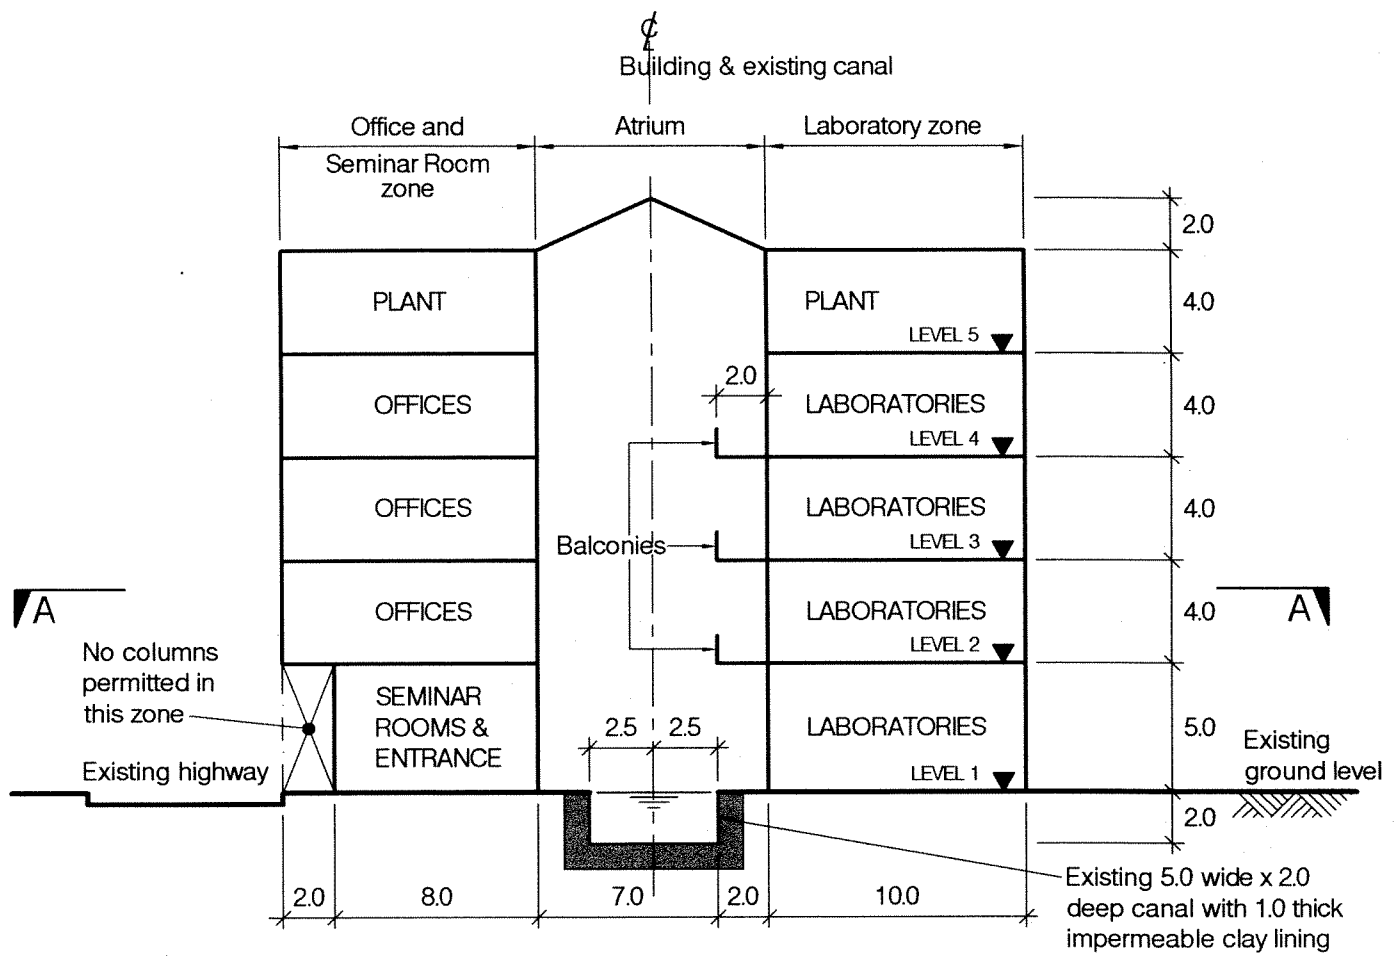 ℄
Building & existing canal
Office and
Seminar Room
zone
Atrium
Laboratory zone
2.0
PLANT
PLANT
LEVEL 5
4.0
2.0
OFFICES
LABORATORIES
LEVEL 4
4.0
OFFICES
LABORATORIES
LEVEL 3
4.0
Balconies
A
A
OFFICES
LABORATORIES
LEVEL 2
4.0
No columns
permitted in
this zone
SEMINAR
ROOMS &
ENTRANCE
2.5
2.5
LABORATORIES
LEVEL 1
5.0
Existing
ground level
Existing highway
2.0
2.0
8.0
7.0
2.0
10.0
Existing 5.0 wide x 2.0
deep canal with 1.0 thick
impermeable clay lining